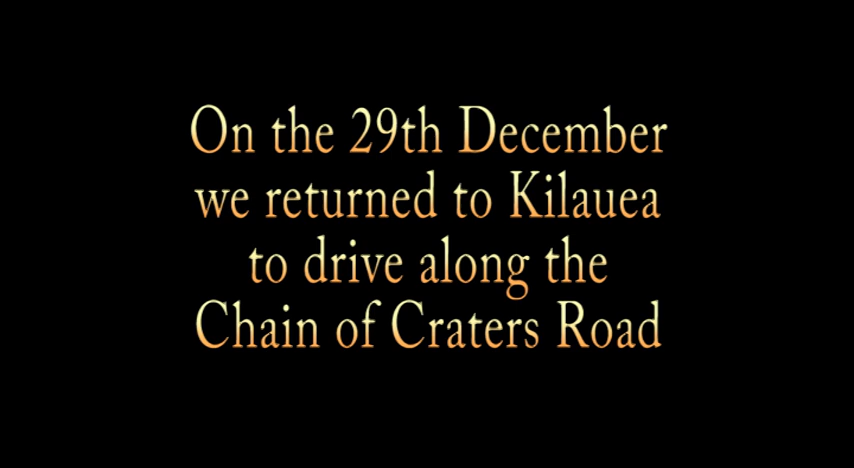 On the 29th December
we returned to Kilauea
to drive along the
Chain of Craters Road